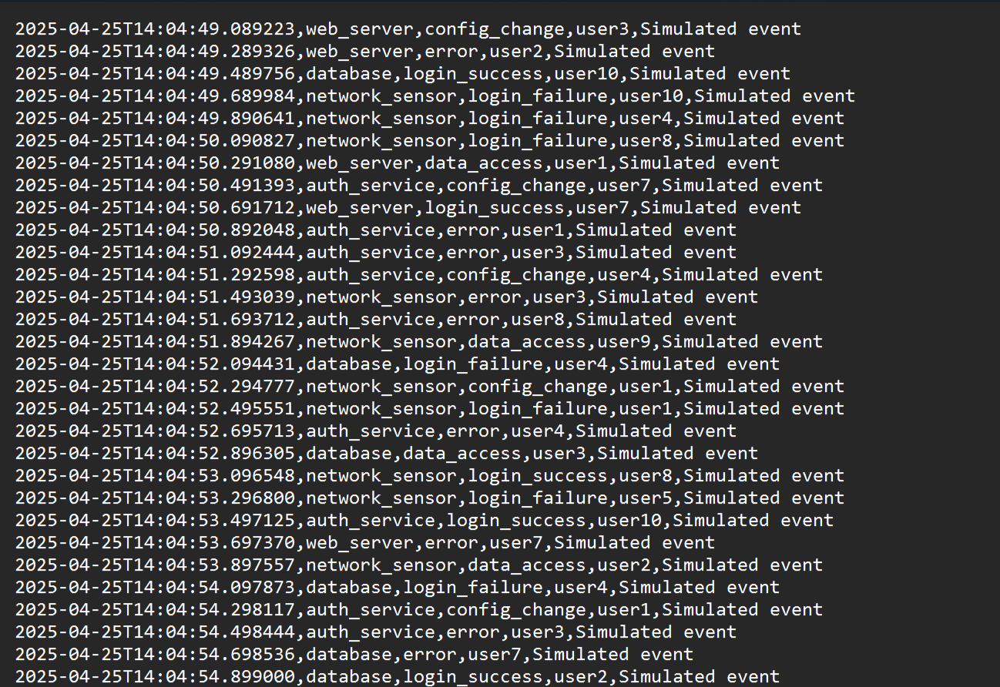 2025-04-25T14:04:49.089223,web_server,config_change,user3,Simulated event
2025-04-25T14:04:49.289326,web_server,error,user2,Simulated event
2025-04-25T14:04:49.489756,database,login_success,user10,Simulated event
2025-04-25T14:04:49.689984,network_sensor,login_failure,user10,Simulated event
2025-04-25T14:04:49.890641,network_sensor,login_failure,user4,Simulated event
2025-04-25T14:04:50.090827,network_sensor,login_failure,user8,Simulated event
2025-04-25T14:04:50.291080,web_server,data_access,user1,Simulated event
2025-04-25T14:04:50.491393,auth_service,config_change,user7,Simulated event
2025-04-25T14:04:50.691712,web_server,login_success,user7,Simulated event
2025-04-25T14:04:50.892048,auth_service,error,user1,Simulated event
2025-04-25T14:04:51.092444,auth_service,error,user3,Simulated event
2025-04-25T14:04:51.292598,auth_service,config_change,user4,Simulated event
2025-04-25T14:04:51.493039,network_sensor,error,user3,Simulated event
2025-04-25T14:04:51.693712,auth_service,error,user8,Simulated event
2025-04-25T14:04:51.894267,network_sensor,data_access,user9,Simulated event
2025-04-25T14:04:52.094431,database,login_failure,user4,Simulated event
2025-04-25T14:04:52.294777,network_sensor,config_change,user1,Simulated event
2025-04-25T14:04:52.495551,network_sensor,login_failure,user1,Simulated event
2025-04-25T14:04:52.695713,auth_service,error,user4,Simulated event
2025-04-25T14:04:52.896305,database,data_access,user3,Simulated event
2025-04-25T14:04:53.096548,network_sensor,login_success,user8,Simulated event
2025-04-25T14:04:53.296800,network_sensor,login_failure,user5,Simulated event
2025-04-25T14:04:53.497125,auth_service,login_success,user10,Simulated event
2025-04-25T14:04:53.697370,web_server,error,user7,Simulated event
2025-04-25T14:04:53.897557,network_sensor,data_access,user2,Simulated event
2025-04-25T14:04:54.097873,database,login_failure,user4,Simulated event
2025-04-25T14:04:54.298117,auth_service,config_change,user1,Simulated event
2025-04-25T14:04:54.498444,auth_service,error,user3,Simulated event
2025-04-25T14:04:54.698536,database,error,user7,Simulated event
2025-04-25T14:04:54.899000,database,login_success,user2,Simulated event